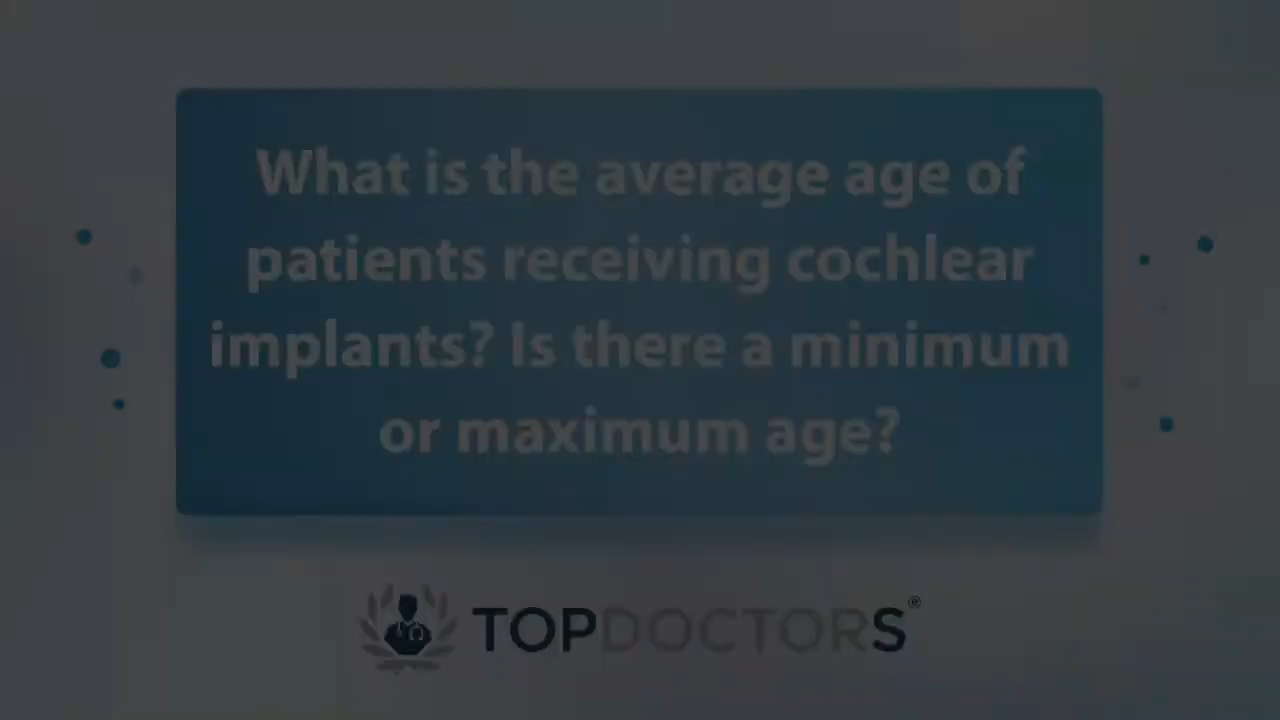 What is the average age of
patients receiving cochlear
implants? Is there a minimum
or maximum age?
TOPDOCTORS®